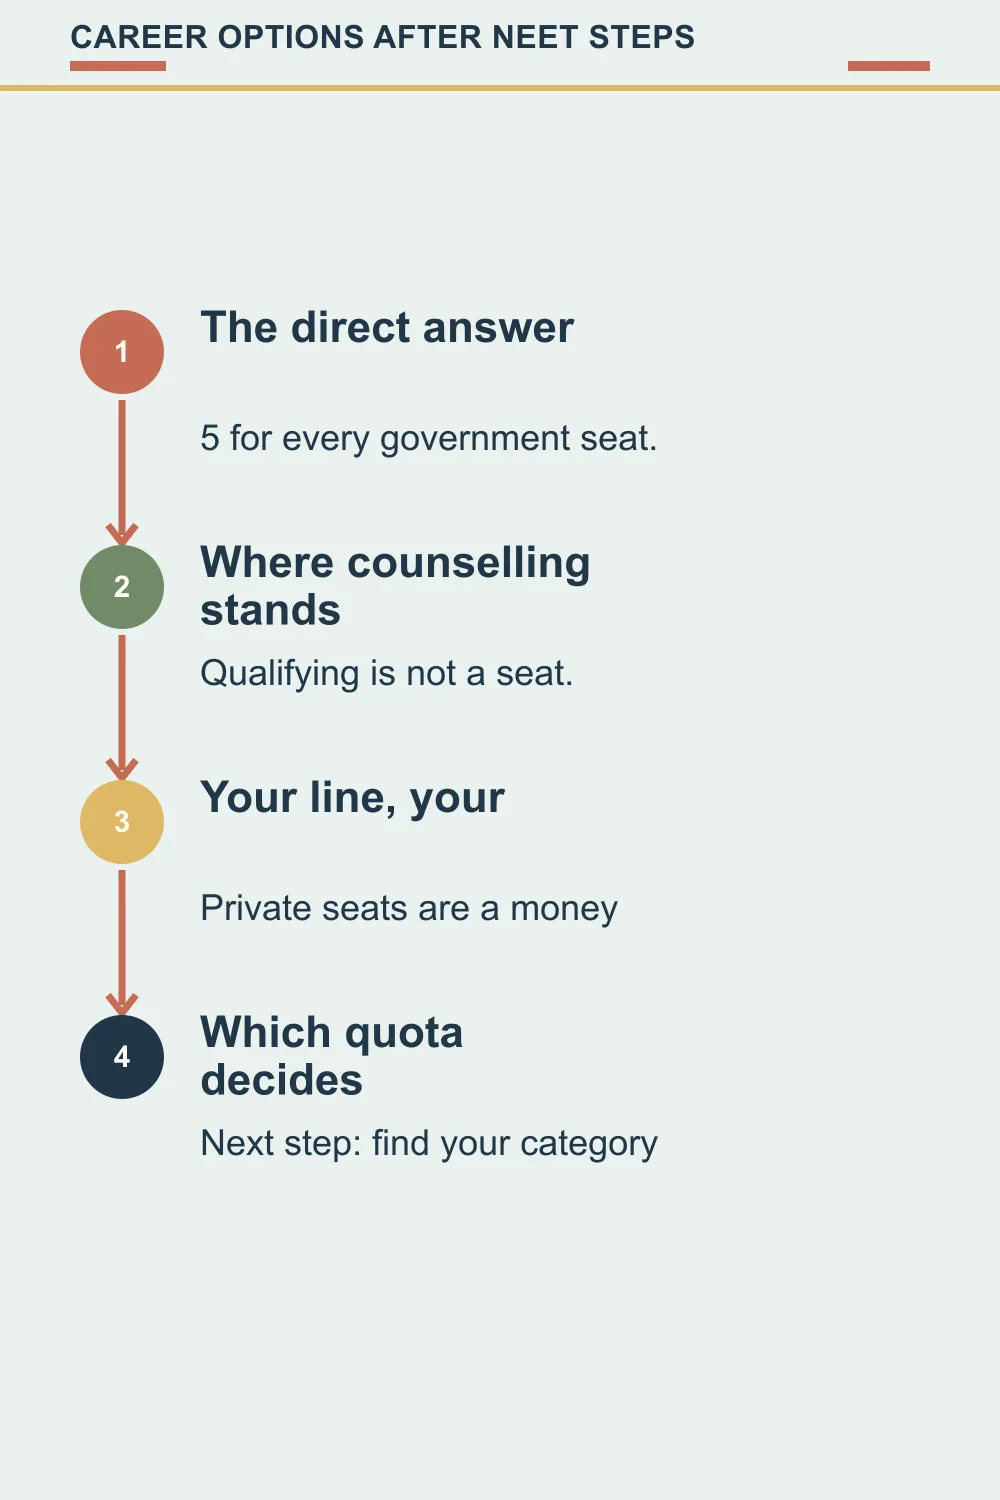 CAREER OPTIONS AFTER NEET STEPS
1
The direct answer
5 for every government seat.
2
Where counselling
stands
Qualifying is not a seat.
3
Your line, your
Private seats are a money
4
Which quota
decides
Next step: find your category